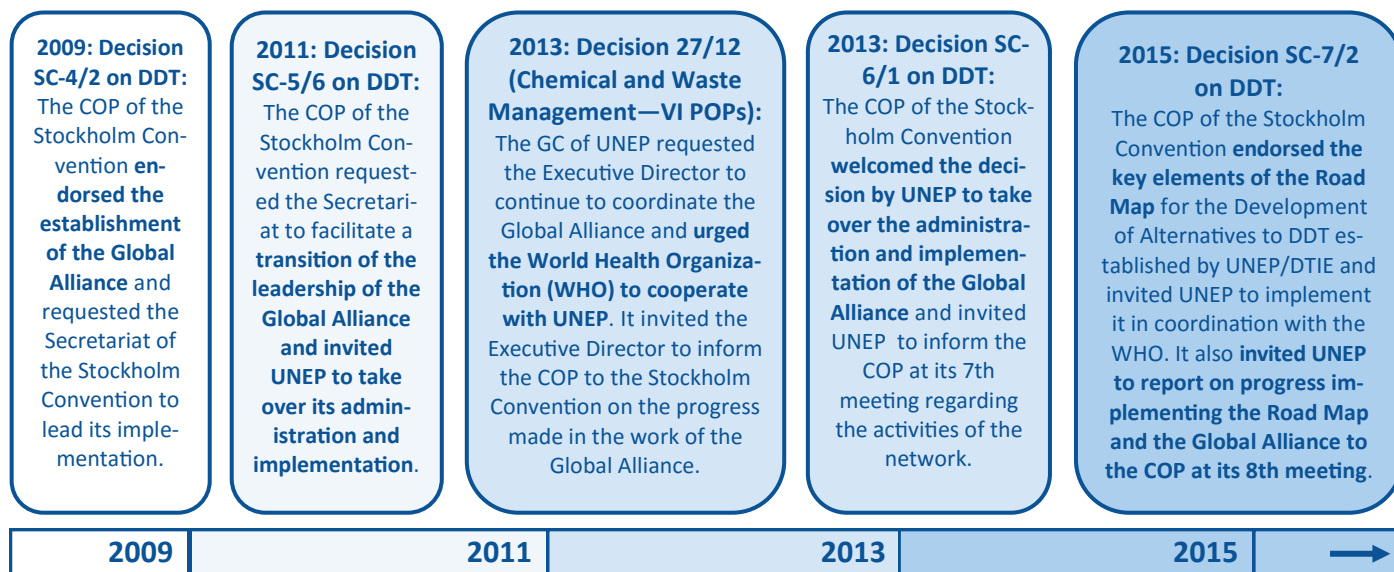 2009: Decision
SC-4/2 on DDT:
The COP of the
Stockholm Con-
vention en-
dorsed the
establishment
of the Global
Alliance and
requested the
Secretariat of
the Stockholm
Convention to
lead its imple-
mentation.
2011: Decision
SC-5/6 on DDT:
The COP of the
Stockholm Con-
vention request-
ed the Secretari-
at to facilitate a
transition of the
leadership of the
Global Alliance
and invited
UNEP to take
over its admin-
istration and
implementation.
2013: Decision 27/12
(Chemical and Waste
Management—VI POPs):
The GC of UNEP requested
the Executive Director to
continue to coordinate the
Global Alliance and urged
the World Health Organiza-
tion (WHO) to cooperate
with UNEP. It invited the
Executive Director to inform
the COP to the Stockholm
Convention on the progress
made in the work of the
Global Alliance.
2013: Decision SC-
6/1 on DDT:
The COP of the Stock-
holm Convention
welcomed the deci-
sion by UNEP to take
over the administra-
tion and implemen-
tation of the Global
Alliance and invited
UNEP to inform the
COP at its 7th
meeting regarding
the activities of the
network.
2015: Decision SC-7/2
on DDT:
The COP of the Stockholm
Convention endorsed the
key elements of the Road
Map for the Development
of Alternatives to DDT es-
tablished by UNEP/DTIE and
invited UNEP to implement
it in coordination with the
WHO. It also invited UNEP
to report on progress im-
plementing the Road Map
and the Global Alliance to
the COP at its 8th meeting.
2009
2011
2013
2015